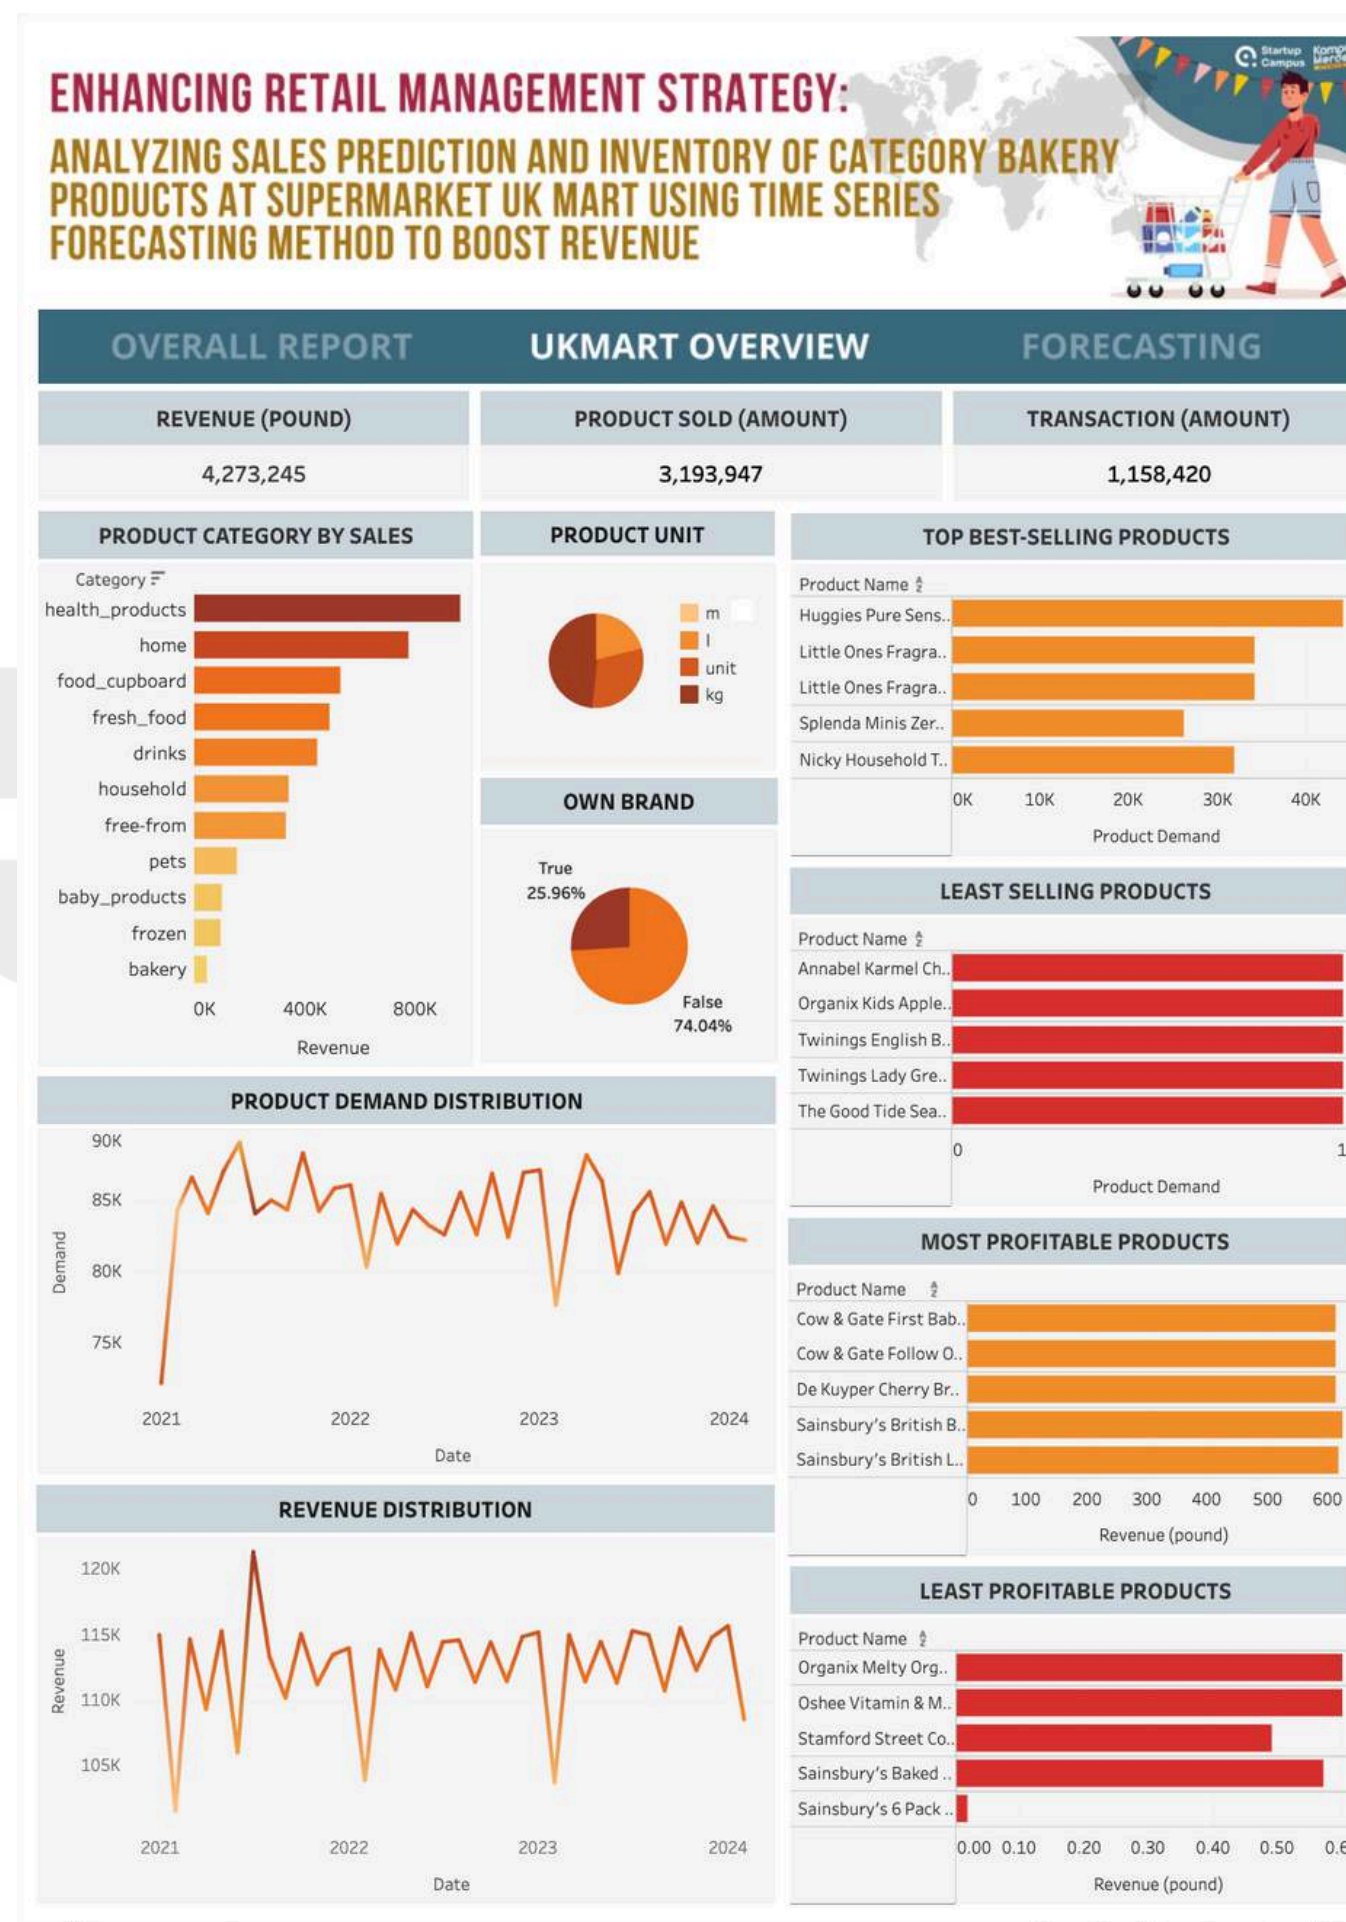 Startup
Campus
ENHANCING RETAIL MANAGEMENT STRATEGY:
ANALYZING SALES PREDICTION AND INVENTORY OF CATEGORY BAKERY
PRODUCTS AT SUPERMARKET UK MART USING TIME SERIES
FORECASTING METHOD TO BOOST REVENUE
OVERALL REPORT
UKMART OVERVIEW
FORECASTING
REVENUE (POUND)
4,273,245
PRODUCT SOLD (AMOUNT)
3,193,947
TRANSACTION (AMOUNT)
1,158,420
PRODUCT CATEGORY BY SALES
Category
health_products
home
food_cupboard
fresh_food
drinks
household
free-from
pets
baby_products
frozen
bakery
0K 400K 800K
Revenue
PRODUCT UNIT
m
l
unit
kg
OWN BRAND
True
25.96%
False
74.04%
TOP BEST-SELLING PRODUCTS
Product Name
Huggies Pure Sens..
Little Ones Fragra..
Little Ones Fragra..
Splenda Minis Zer..
Nicky Household T..
0K 10K 20K 30K 40K
Product Demand
LEAST SELLING PRODUCTS
Product Name
Annabel Karmel Ch..
Organix Kids Apple..
Twinings English B..
Twinings Lady Gre..
The Good Tide Sea..
0 1
Product Demand
PRODUCT DEMAND DISTRIBUTION
90K
85K
80K
75K
Demand
2021 2022 2023 2024
Date
MOST PROFITABLE PRODUCTS
Product Name
Cow & Gate First Bab..
Cow & Gate Follow O..
De Kuyper Cherry Br..
Sainsbury's British B..
Sainsbury's British L..
0 100 200 300 400 500 600
Revenue (pound)
REVENUE DISTRIBUTION
120K
115K
110K
105K
Revenue
2021 2022 2023 2024
Date
LEAST PROFITABLE PRODUCTS
Product Name
Organix Melty Org..
Oshee Vitamin & M..
Stamford Street Co..
Sainsbury's Baked ..
Sainsbury's 6 Pack ..
0.00 0.10 0.20 0.30 0.40 0.50
Revenue (pound)